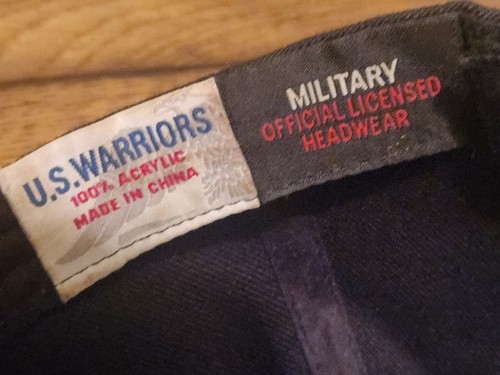 U.S.WARRIORS
100% ACRYLIC
MADE IN CHINA
MILITARY
OFFICIAL LICENSED
HEADWEAR